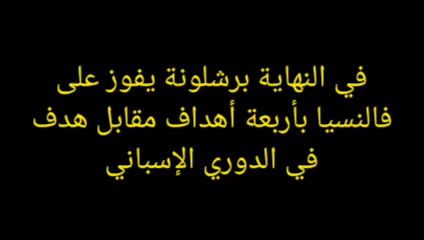 في النهاية برشلونة يفوز على
فالنسيا بأربعة أهداف مقابل هدف
في الدوري الإسباني